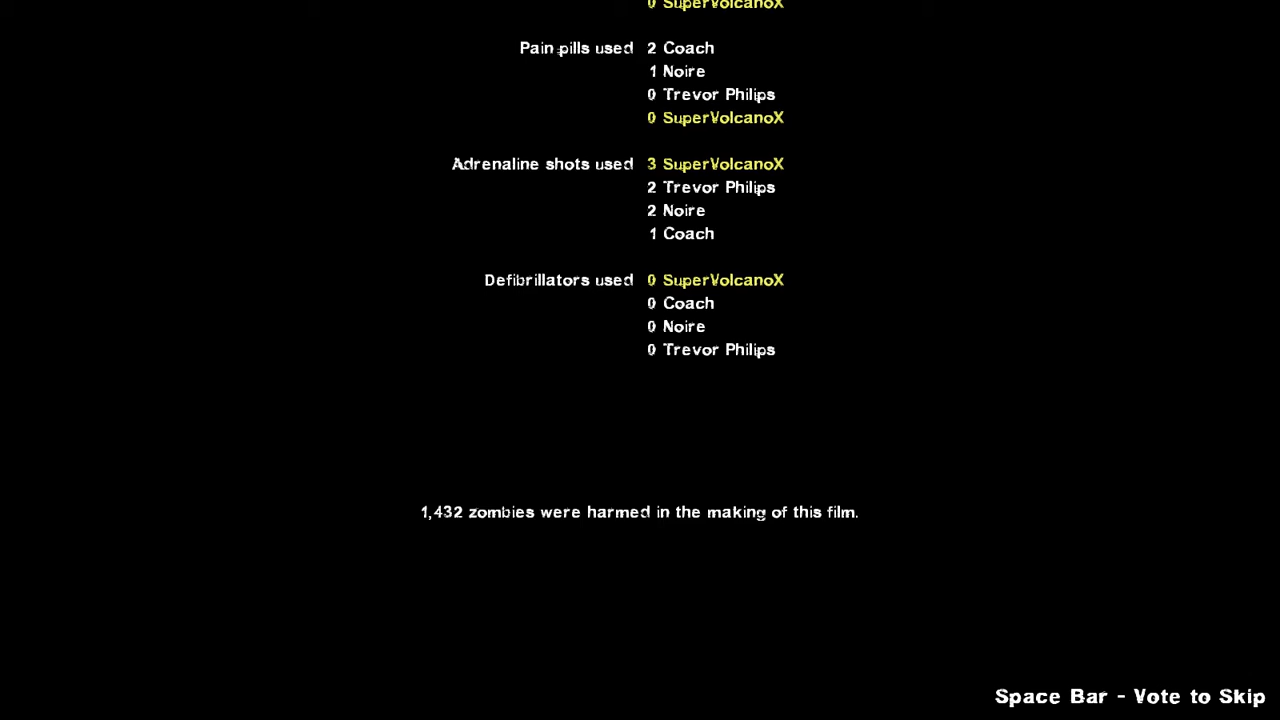 0 SuperVolcanoX
Pain pills used 2 Coach
1 Noire
0 Trevor Philips
0 SuperVolcanoX
Adrenaline shots used 3 SuperVolcanoX
2 Trevor Philips
2 Noire
1 Coach
Defibrillators used 0 SuperVolcanoX
0 Coach
0 Noire
0 Trevor Philips
1,432 zombies were harmed in the making of this film.
Space Bar - Vote to Skip